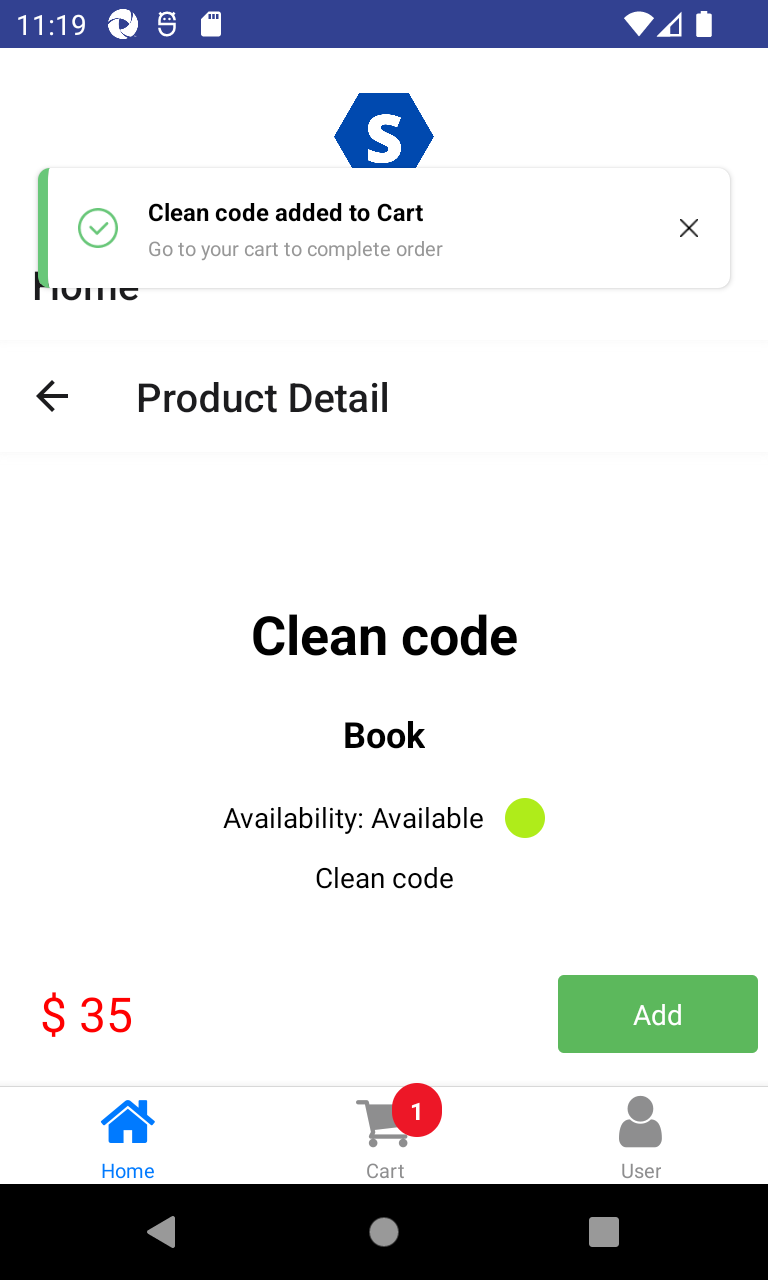 11:19
S
Clean code added to Cart
Go to your cart to complete order
Home
Product Detail
Clean code
Book
Availability: Available
Clean code
$ 35
Add
1
Home
Cart
User